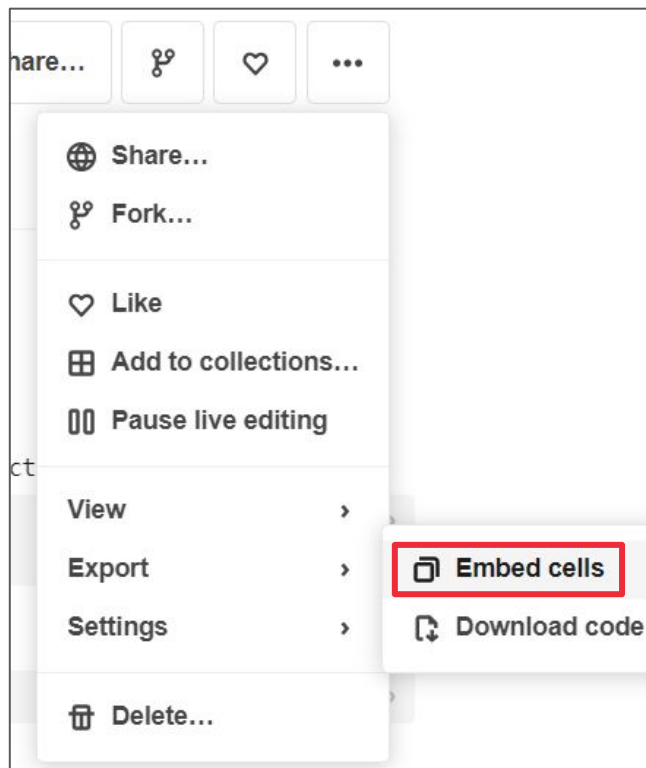 hare...
•••
Share...
Fork...
Like
Add to collections...
Pause live editing
ct
View ›
Export ›
Embed cells
Settings ›
Download code
Delete...